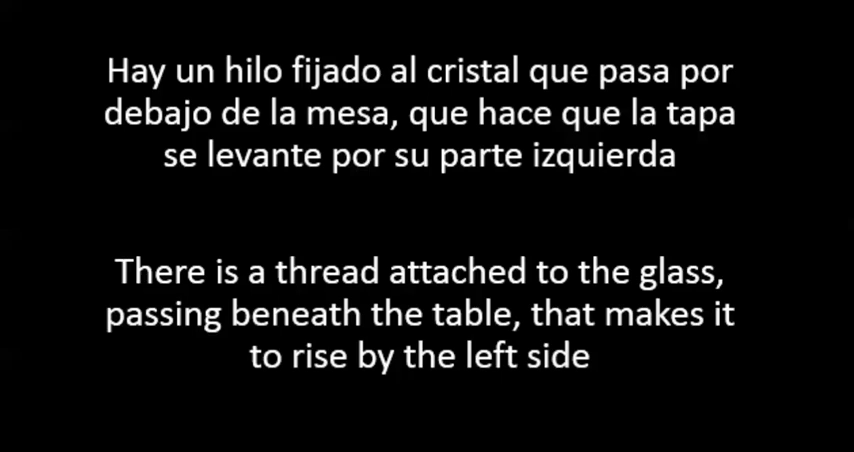 Hay un hilo fijado al cristal que pasa por
debajo de la mesa, que hace que la tapa
se levante por su parte izquierda
There is a thread attached to the glass,
passing beneath the table, that makes it
to rise by the left side